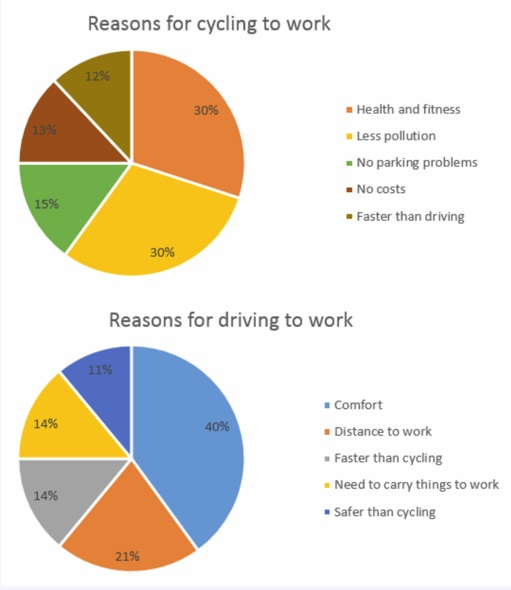 Reasons for cycling to work
12%
30%
13%
15%
30%
Health and fitness
Less pollution
No parking problems
No costs
Faster than driving
Reasons for driving to work
11%
40%
14%
14%
21%
Comfort
Distance to work
Faster than cycling
Need to carry things to work
Safer than cycling